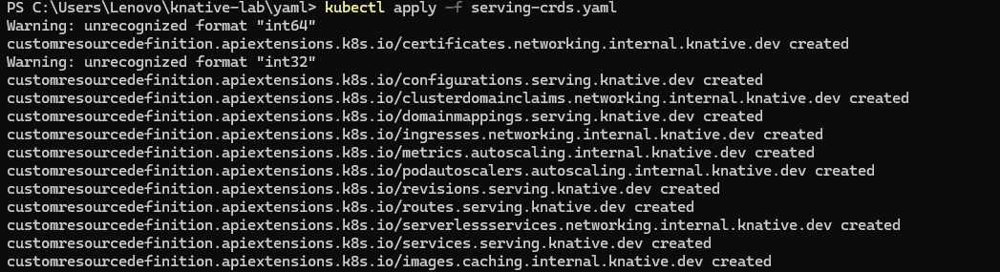 PS C:\Users\Lenovo\knative-lab\yaml> kubectl apply -f serving-crds.yaml
Warning: unrecognized format "int64"
customresourcedefinition.apiextensions.k8s.io/certificates.networking.internal.knative.dev created
Warning: unrecognized format "int32"
customresourcedefinition.apiextensions.k8s.io/configurations.serving.knative.dev created
customresourcedefinition.apiextensions.k8s.io/clusterdomainclaims.networking.internal.knative.dev created
customresourcedefinition.apiextensions.k8s.io/domainmappings.serving.knative.dev created
customresourcedefinition.apiextensions.k8s.io/ingresses.networking.internal.knative.dev created
customresourcedefinition.apiextensions.k8s.io/metrics.autoscaling.internal.knative.dev created
customresourcedefinition.apiextensions.k8s.io/podautoscalers.autoscaling.internal.knative.dev created
customresourcedefinition.apiextensions.k8s.io/revisions.serving.knative.dev created
customresourcedefinition.apiextensions.k8s.io/routes.serving.knative.dev created
customresourcedefinition.apiextensions.k8s.io/serverlessservices.networking.internal.knative.dev created
customresourcedefinition.apiextensions.k8s.io/services.serving.knative.dev created
customresourcedefinition.apiextensions.k8s.io/images.caching.internal.knative.dev created